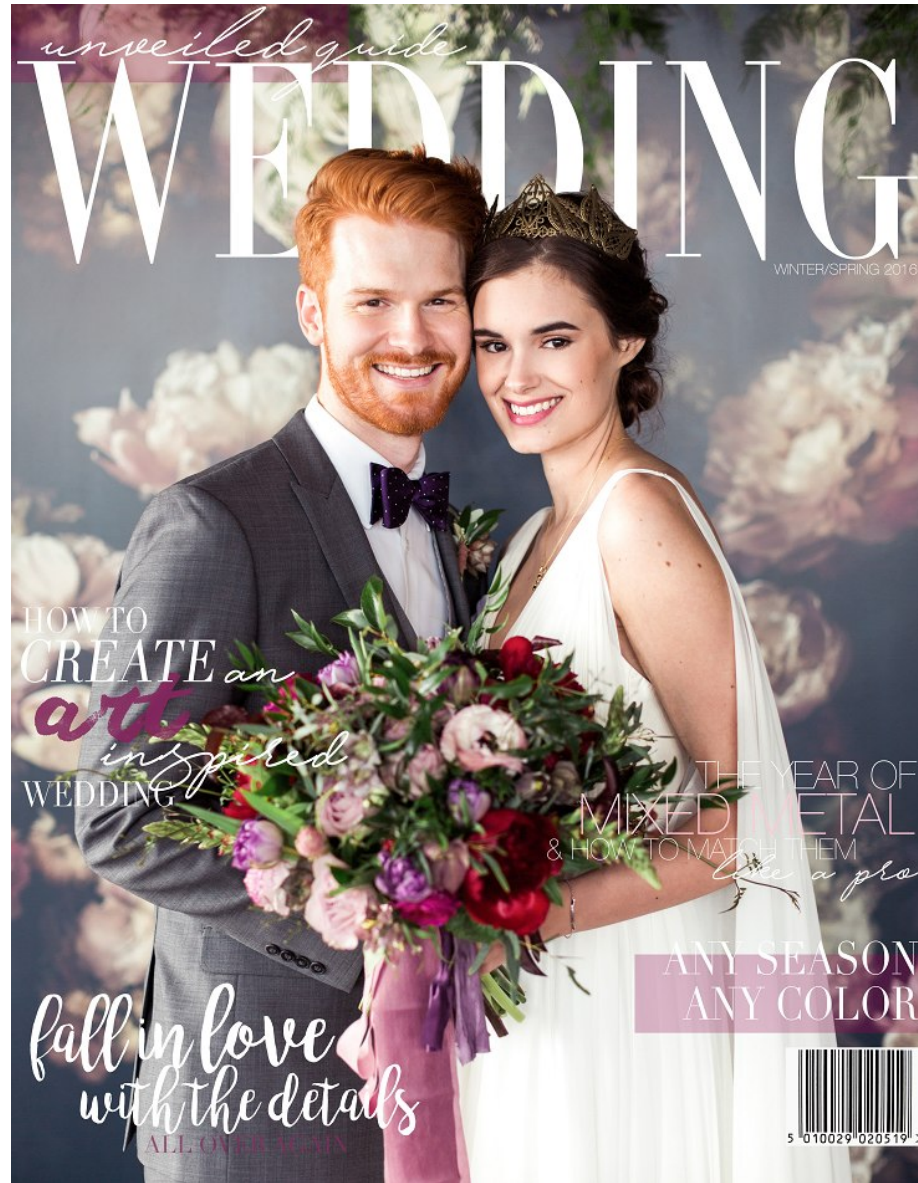 unveiled guide
WEDDING
WINTER/SPRING 2016
HOW TO
CREATE an
art
inspired
WEDDING
THE YEAR OF
MIXED METAL
& HOW TO MATCH THEM
like a pro
ANY SEASON
ANY COLOR
fall in love
with the details
ALL OVER AGAIN
5 010029 020519